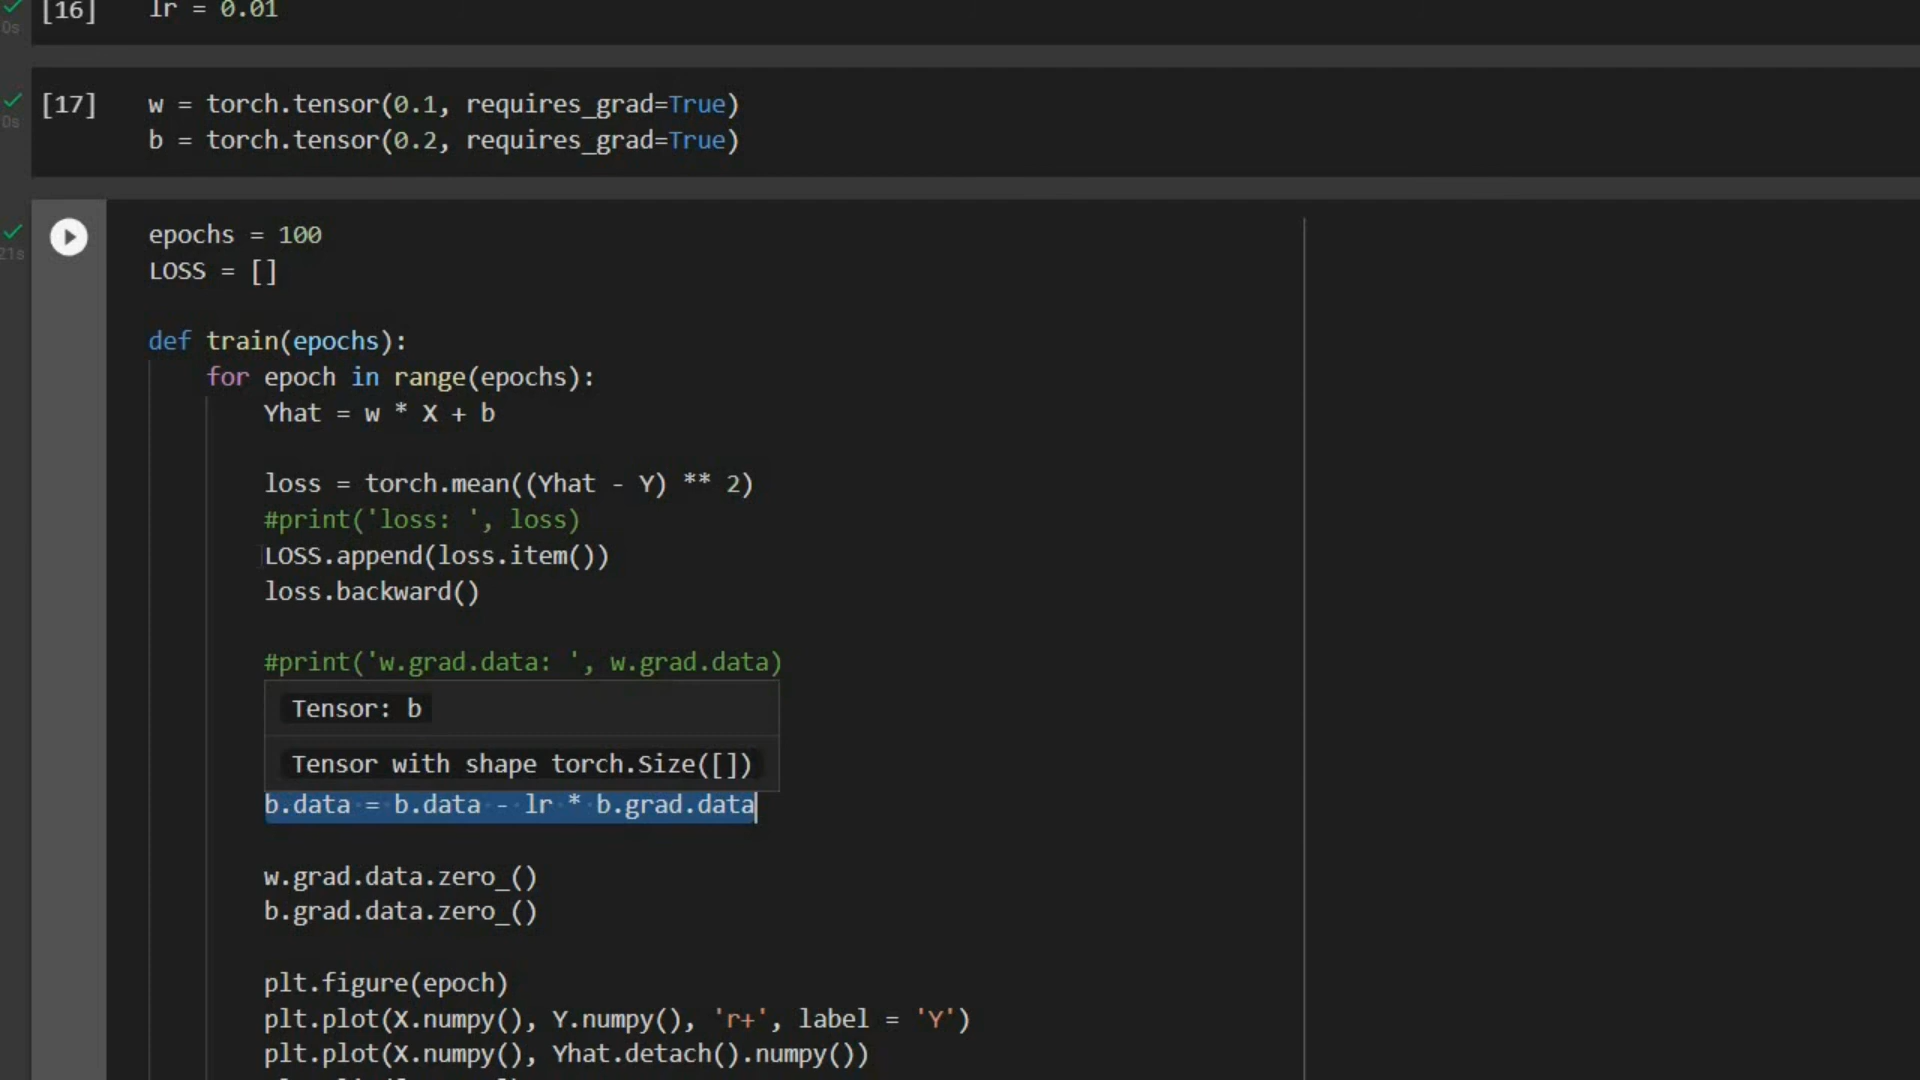 [16] lr = 0.01
0s
[17] w = torch.tensor(0.1, requires_grad=True)
0s
b = torch.tensor(0.2, requires_grad=True)
epochs = 100
21s
LOSS = []
def train(epochs):
for epoch in range(epochs):
Yhat = w * X + b
loss = torch.mean((Yhat - Y) ** 2)
#print('loss: ', loss)
LOSS.append(loss.item())
loss.backward()
#print('w.grad.data: ', w.grad.data)
Tensor: b
Tensor with shape torch.Size([])
b.data = b.data - lr * b.grad.data
w.grad.data.zero_()
b.grad.data.zero_()
plt.figure(epoch)
plt.plot(X.numpy(), Y.numpy(), 'r+', label = 'Y')
plt.plot(X.numpy(), Yhat.detach().numpy())